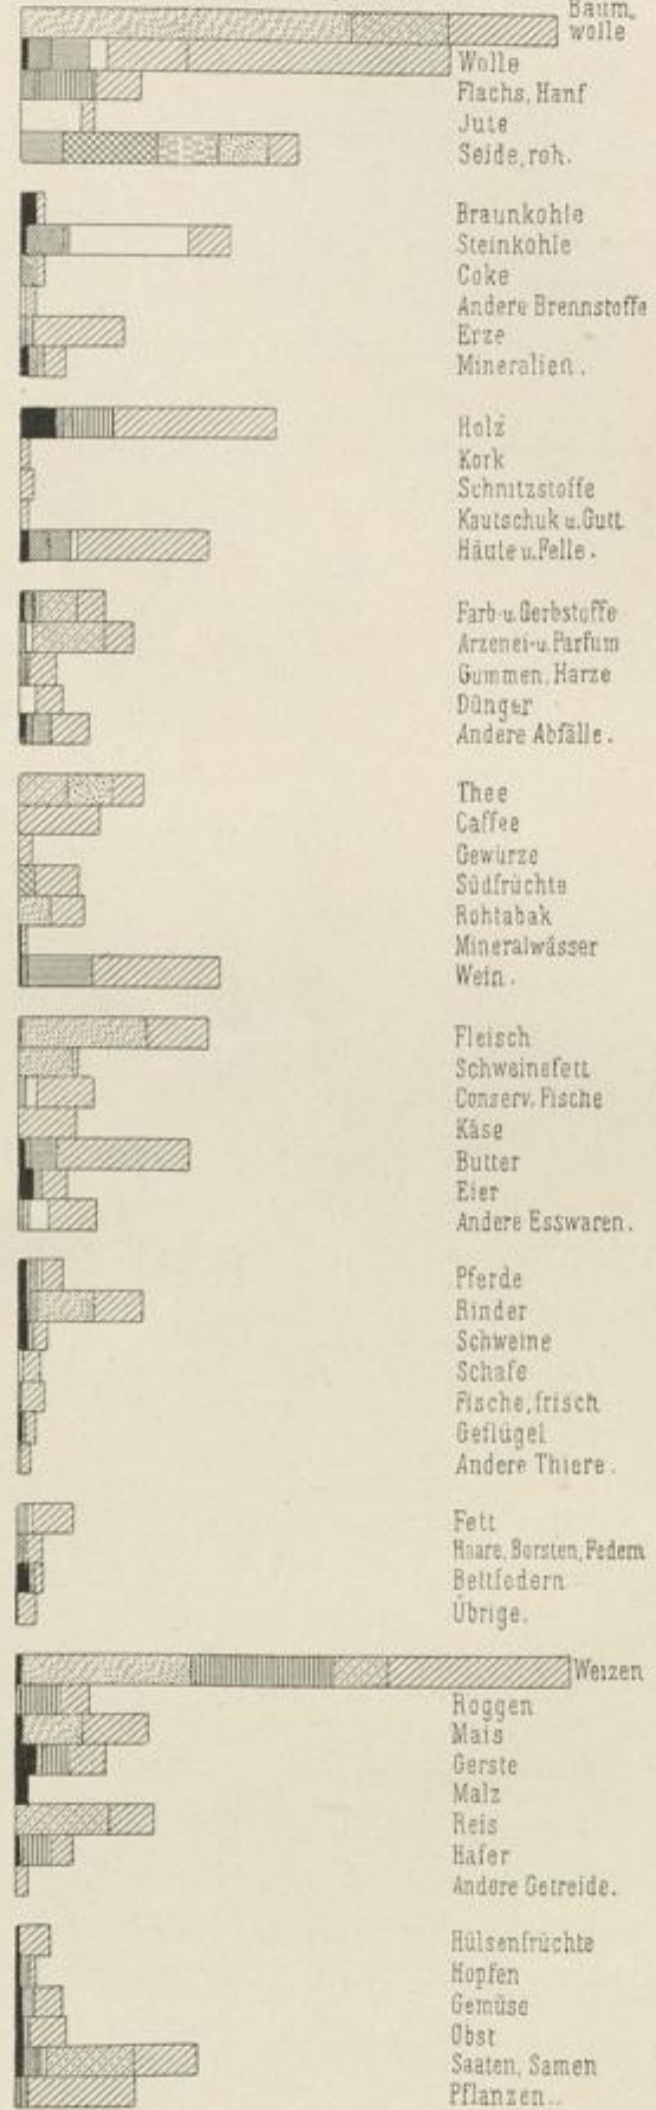 Baum,
wolle
Wolle
Flachs, Hanf
Jute
Seide, roh.
Braunkohle
Steinkohle
Coke
Andere Brennstoffe
Erze
Mineralien.
Holz
Kork
Schnitzstoffe
Kautschuk u. Gutt.
Häute u. Felle.
Farb- u. Gerbstoffe
Arzenei- u. Parfum
Gummen, Harze
Dünger
Andere Abfälle.
Thee
Caffee
Gewürze
Südfrüchte
Rohtabak
Mineralwässer
Wein.
Fleisch
Schweinefett
Conserv. Fische
Käse
Butter
Eier
Andere Esswaren.
Pferde
Rinder
Schweine
Schafe
Fische, frisch
Geflügel
Andere Thiere.
Fett
Haare, Borsten, Federn
Bettfedern
Übrige.
Weizen
Roggen
Mais
Gerste
Malz
Reis
Hafer
Andere Getreide.
Hülsenfrüchte
Hopfen
Gemüse
Obst
Saaten, Samen
Pflanzen..